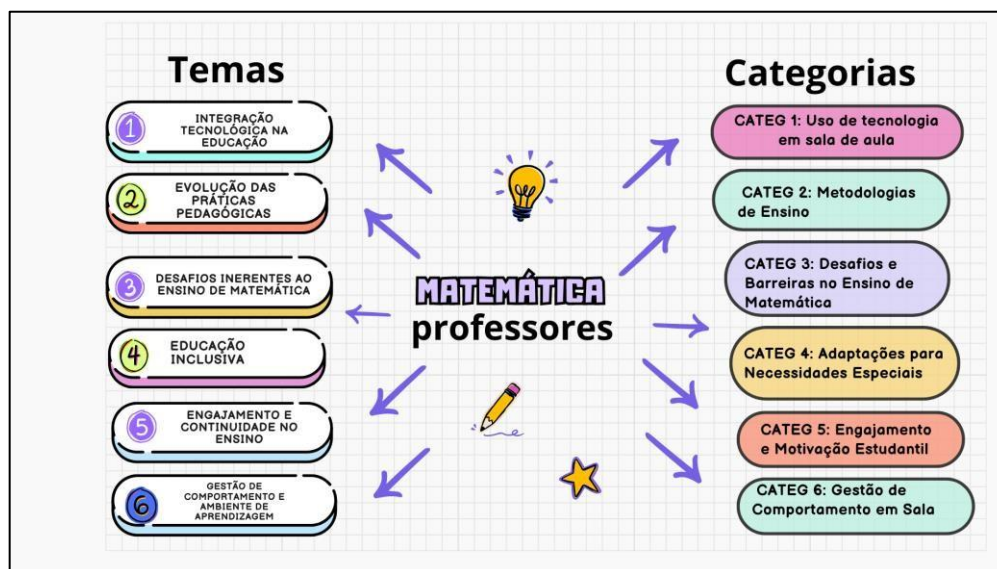 Temas
1
INTEGRAÇÃO
TECNOLÓGICA NA
EDUCAÇÃO
2
EVOLUÇÃO DAS
PRÁTICAS
PEDAGÓGICAS
3
DESAFIOS INERENTES AO
ENSINO DE MATEMÁTICA
4
EDUCAÇÃO
INCLUSIVA
5
ENGAJAMENTO E
CONTINUIDADE NO
ENSINO
6
GESTÃO DE
COMPORTAMENTO E
AMBIENTE DE
APRENDIZAGEM
MATEMÁTICA
professores
Categorias
CATEG 1: Uso de tecnologia
em sala de aula
CATEG 2: Metodologias
de Ensino
CATEG 3: Desafios e
Barreiras no Ensino de
Matemática
CATEG 4: Adaptações para
Necessidades Especiais
CATEG 5: Engajamento
e Motivação Estudantil
CATEG 6: Gestão de
Comportamento em Sala